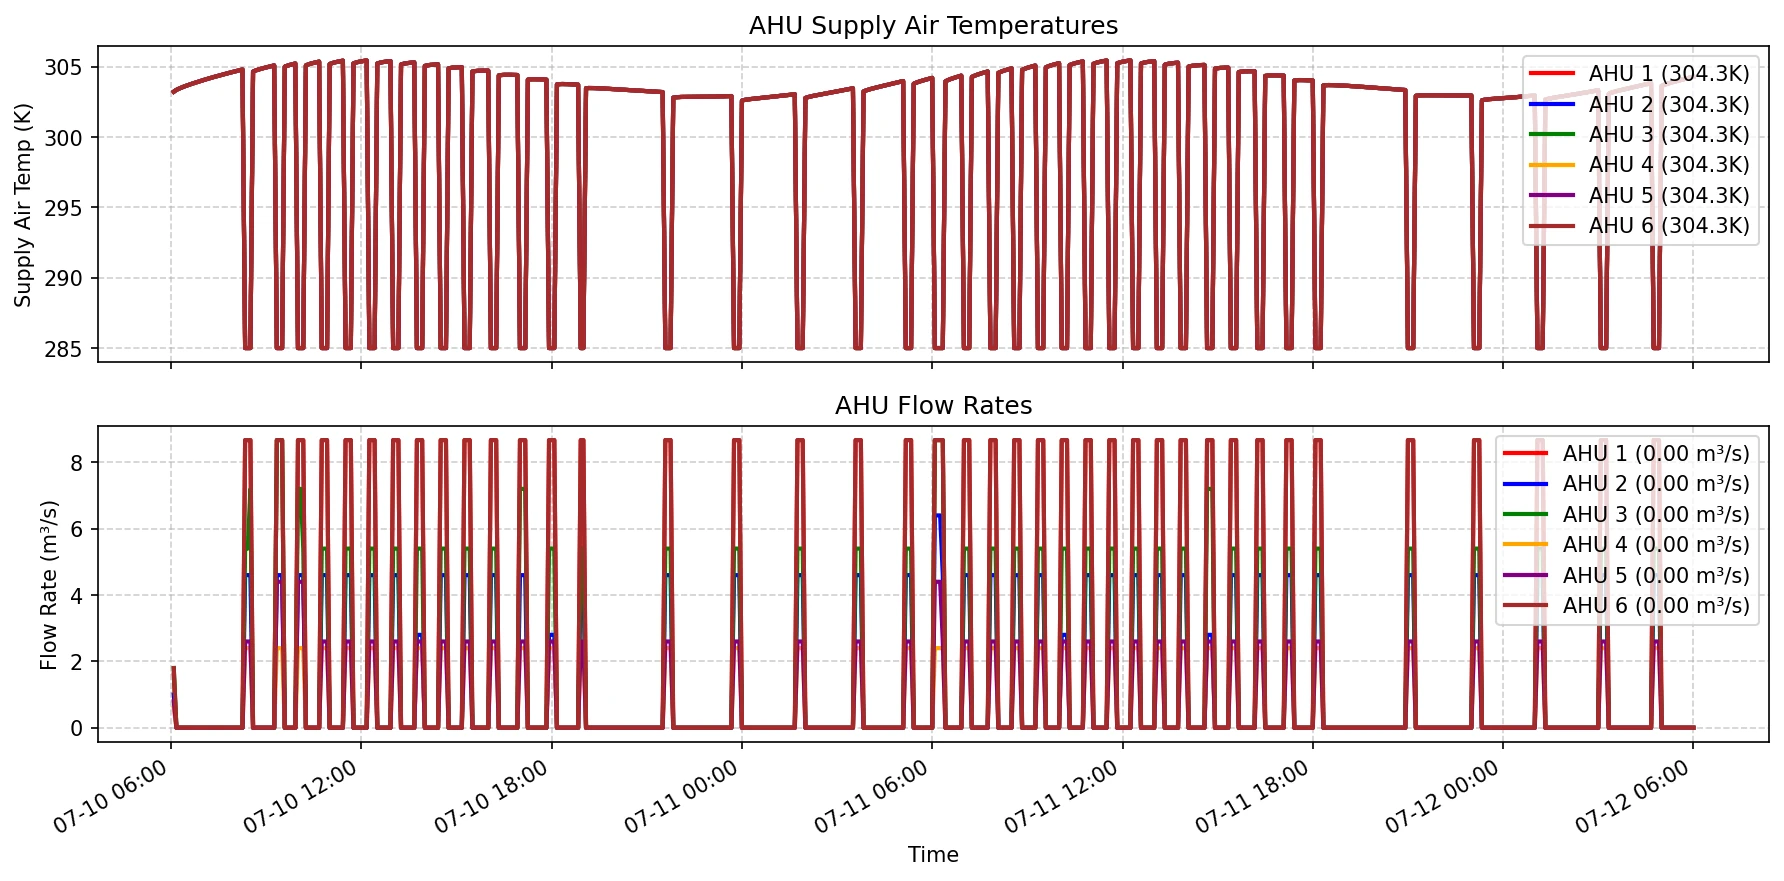 AHU Supply Air Temperatures
Supply Air Temp (K)
305
300
295
290
285
AHU 1 (304.3K)
AHU 2 (304.3K)
AHU 3 (304.3K)
AHU 4 (304.3K)
AHU 5 (304.3K)
AHU 6 (304.3K)
AHU Flow Rates
Flow Rate (m³/s)
8
6
4
2
0
AHU 1 (0.00 m³/s)
AHU 2 (0.00 m³/s)
AHU 3 (0.00 m³/s)
AHU 4 (0.00 m³/s)
AHU 5 (0.00 m³/s)
AHU 6 (0.00 m³/s)
07-10 06:00
07-10 12:00
07-10 18:00
07-11 00:00
07-11 06:00
07-11 12:00
07-11 18:00
07-12 00:00
07-12 06:00
Time